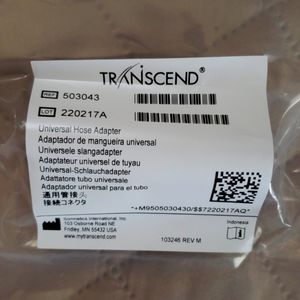 TRANSCEND®
REF 503043
LOT 220217A
Universal Hose Adapter
Adaptador de mangueira universal
Universele slangadapter
Adaptateur universel de tuyau
Universal-Schlauchadapter
Adattatore tubo universale
Adaptador universal para el tubo
通用管接头
接続コネクタ
*+M9505030430/$$7220217AQ*
Somnetics International, Inc.
103 Osborne Road NE
Fridley, MN 55432 USA
www.mytranscend.com
103246 REV M
Indonesia